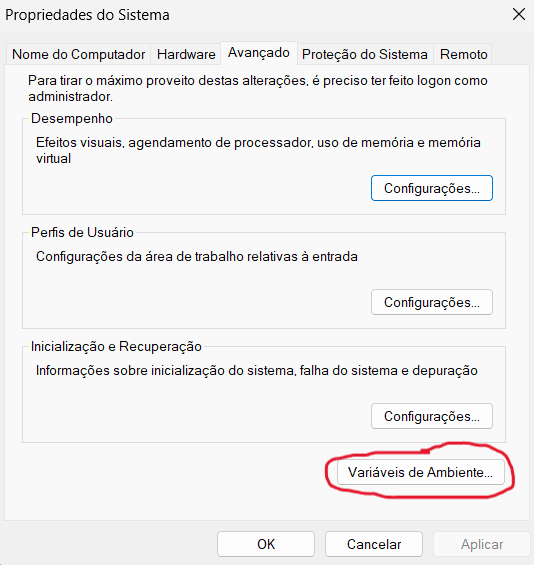 Propriedades do Sistema
Nome do Computador Hardware Avançado Proteção do Sistema Remoto
Para tirar o máximo proveito destas alterações, é preciso ter feito logon como
administrador.
Desempenho
Efeitos visuais, agendamento de processador, uso de memória e memória
virtual
Configurações...
Perfis de Usuário
Configurações da área de trabalho relativas à entrada
Configurações...
Inicialização e Recuperação
Informações sobre inicialização do sistema, falha do sistema e depuração
Configurações...
Variáveis de Ambiente...
OK Cancelar Aplicar